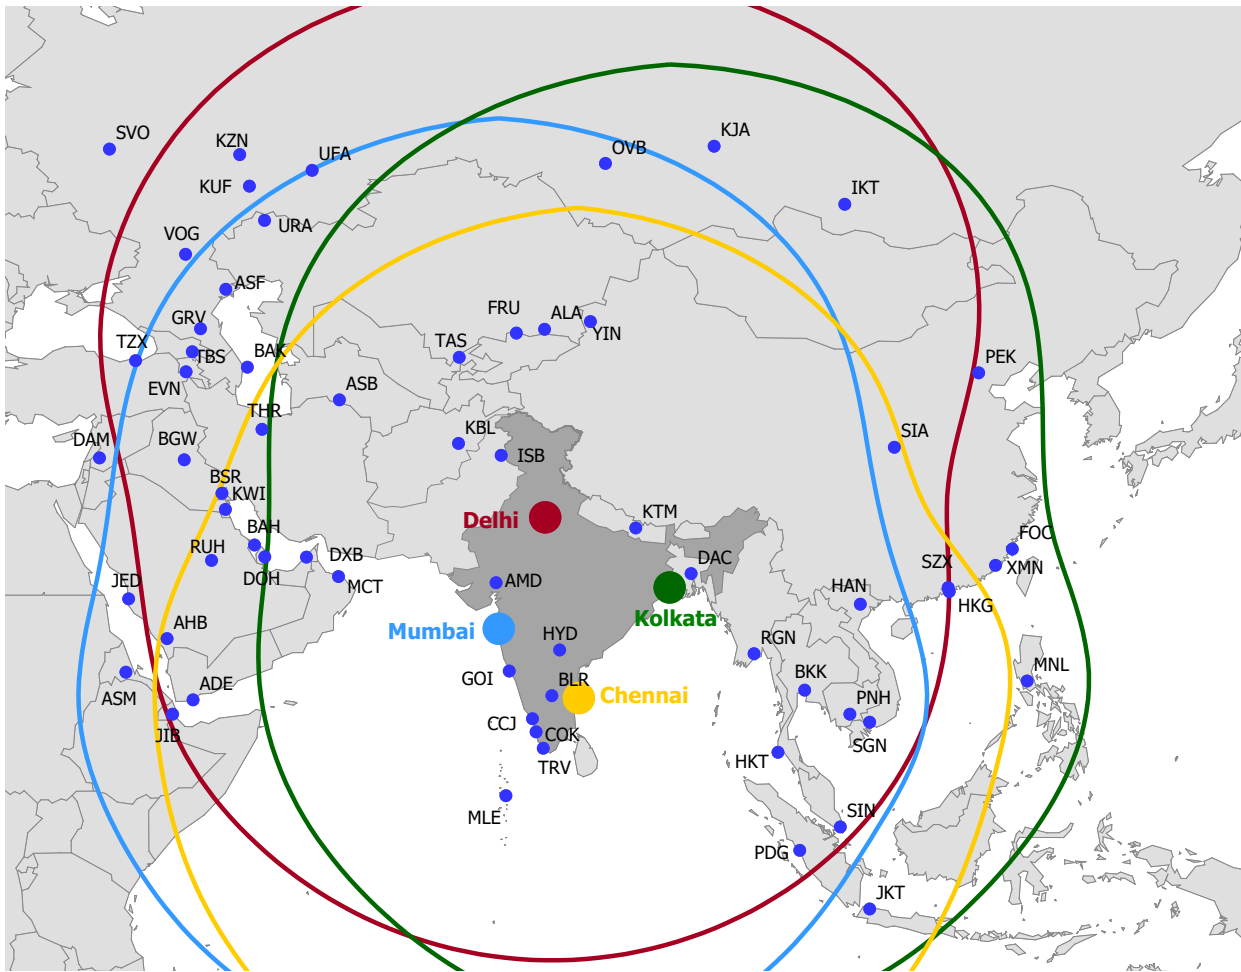 SVO
KZN
UFA
OVB
KJA
KUF
IKT
URA
VOG
ASF
GRV
FRU
ALA
YIN
TZX
TBS
BAK
TAS
PEK
EVN
ASB
THR
DAM
BGW
KBL
ISB
SIA
BSR
KWI
Delhi
KTM
BAH
RUH
DOH
DXB
MCT
DAC
FOC
XMN
SZX
HKG
JED
AMD
HAN
AHB
Mumbai
Kolkata
HYD
RGN
ASM
ADE
GOI
BLR
Chennai
BKK
MNL
PNH
JIB
CCJ
COK
SGN
TRV
HKT
MLE
SIN
PDG
JKT